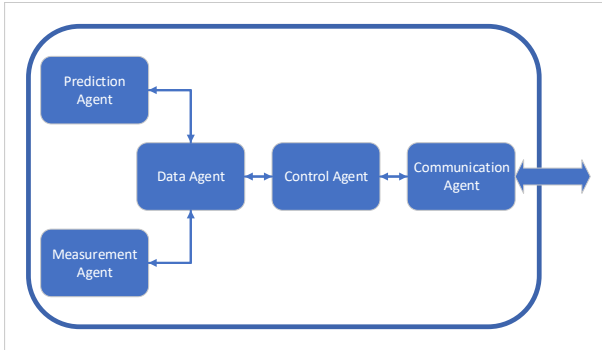 Prediction
Agent
Data Agent
Control Agent
Communication
Agent
Measurement
Agent